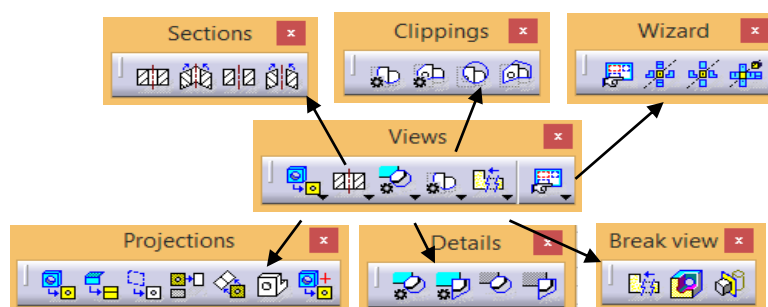 Sections x
Clippings x
Wizard x
Views x
Projections x
Details x
Break view x